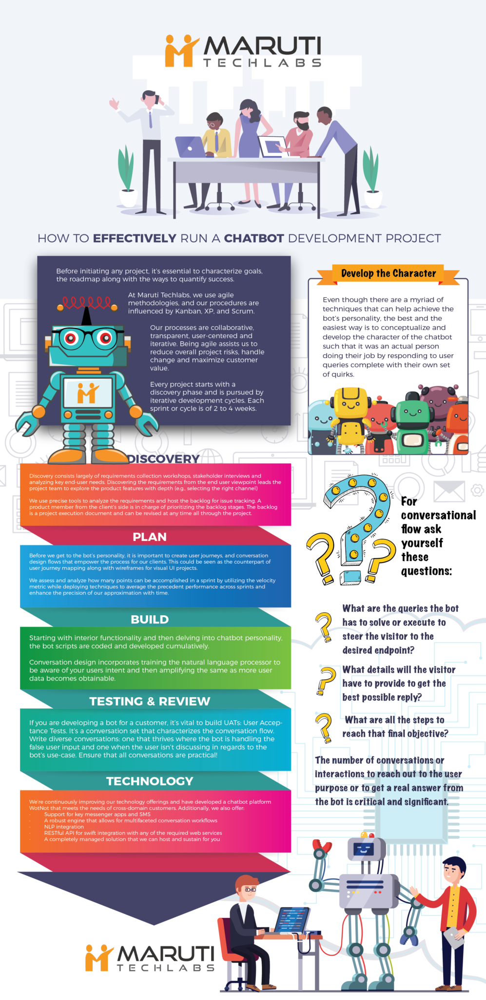 MARUTI
TECHLABS
HOW TO EFFECTIVELY RUN A CHATBOT DEVELOPMENT PROJECT
Before initiating any project, it's essential to characterize goals,
the roadmap along with the ways to quantify success.
At Maruti Techlabs, we use agile
methodologies, and our procedures are
influenced by Kanban, XP, and Scrum.
Our processes are collaborative,
transparent, user-centered and
iterative. Being agile assists us to
reduce overall project risks, handle
change and maximize customer
value.
Every project starts with a
discovery phase and is pursued by
iterative development cycles. Each
sprint or cycle is of 2 to 4 weeks.
Develop the Character
Even though there are a myriad of
techniques that can help achieve the
bot's personality, the best and the
easiest way is to conceptualize and
develop the character of the chatbot
such that it was an actual person
doing their job by responding to user
queries complete with their own set
of quirks.
DISCOVERY
Discovery consists largely of requirements collection workshops, stakeholder interviews and
analyzing key end-user needs. Discovering the requirements from the end user viewpoint leads the
project team to explore the product features with depth (e.g., selecting the right channel)
We use precise tools to analyze the requirements and host the backlog for issue tracking. A
product member from the client's side is in charge of prioritizing the backlog stages. The backlog
is a project execution document and can be revised at any time all through the project.
PLAN
Before we get to the bot's personality, it is important to create user journeys, and conversation
design flows that empower the process for our clients. This could be seen as the counterpart of
user journey mapping along with wireframes for visual UI projects.
We assess and analyze how many points can be accomplished in a sprint by utilizing the velocity
metric while deploying techniques to average the precedent performance across sprints and
enhance the precision of our approximation with time.
BUILD
Starting with interior functionality and then delving into chatbot personality,
the bot scripts are coded and developed cumulatively.
Conversation design incorporates training the natural language processor to
be aware of your users intent and then amplifying the same as more user
data becomes obtainable.
TESTING & REVIEW
If you are developing a bot for a customer, it's vital to build UATs: User Accep-
tance Tests. It's a conversation set that characterizes the conversation flow.
Write diverse conversations: one that thrives where the bot is handling the
false user input and one when the user isn't discussing in regards to the
bot's use-case. Ensure that all conversations are practical!
TECHNOLOGY
We're continuously improving our technology offerings and have developed a chatbot platform
WotNot that meets the needs of cross-domain customers. Additionally, we also offer:
· Support for key messenger apps and SMS
· A robust engine that allows for multifaceted conversation workflows
· NLP integration
· RESTful API for swift integration with any of the required web services
· A completely managed solution that we can host and sustain for you
For
conversational
flow ask
yourself
these
questions:
What are the queries the bot
has to solve or execute to
steer the visitor to the
desired endpoint?
What details will the visitor
have to provide to get the
best possible reply?
What are all the steps to
reach that final objective?
The number of conversations or
interactions to reach out to the user
purpose or to get a real answer from
the bot is critical and significant.
MARUTI
TECHLABS